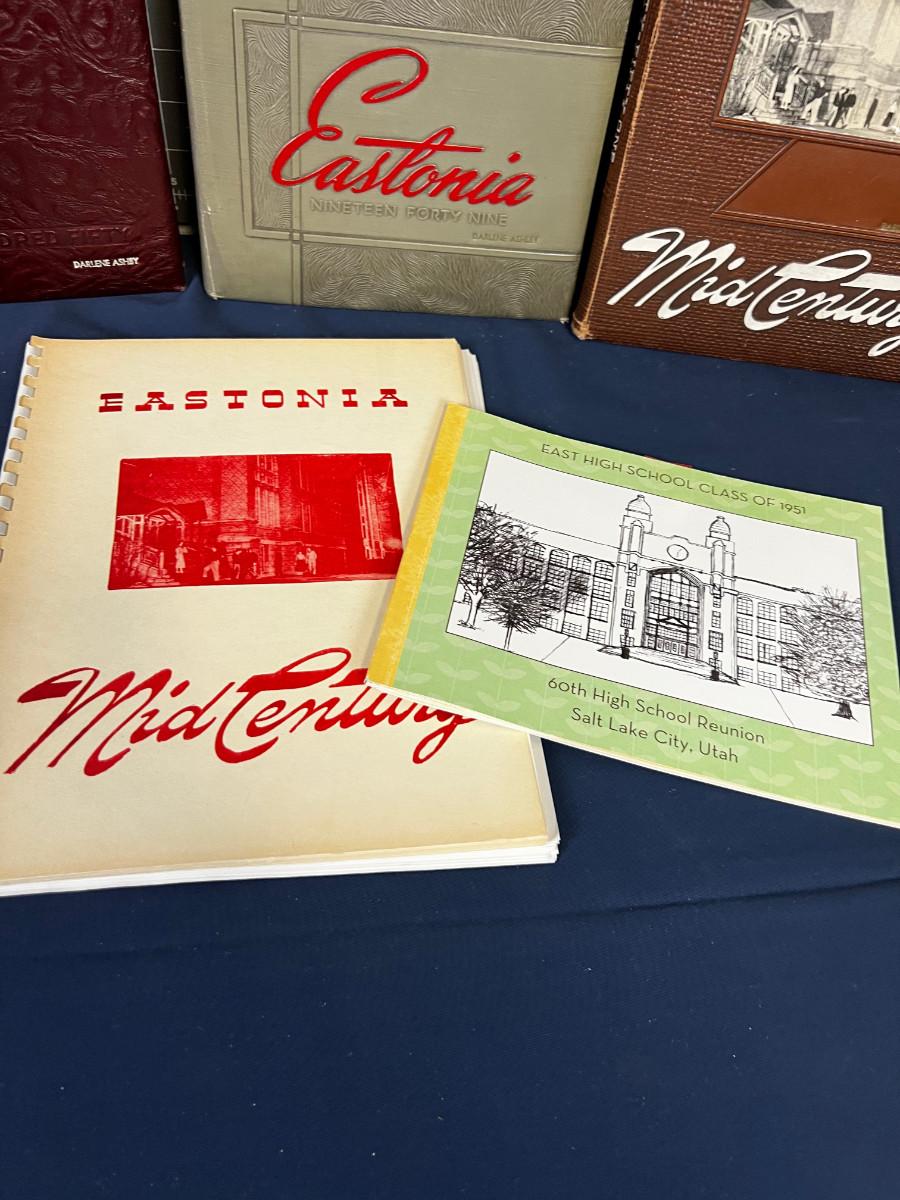 DARLENE ASHBY
Eastonia
NINETEEN FORTY NINE
DARLENE ASHBY
Mid Century
EASTONIA
Mid Century
EAST HIGH SCHOOL CLASS OF 1951
60th High School Reunion
Salt Lake City, Utah